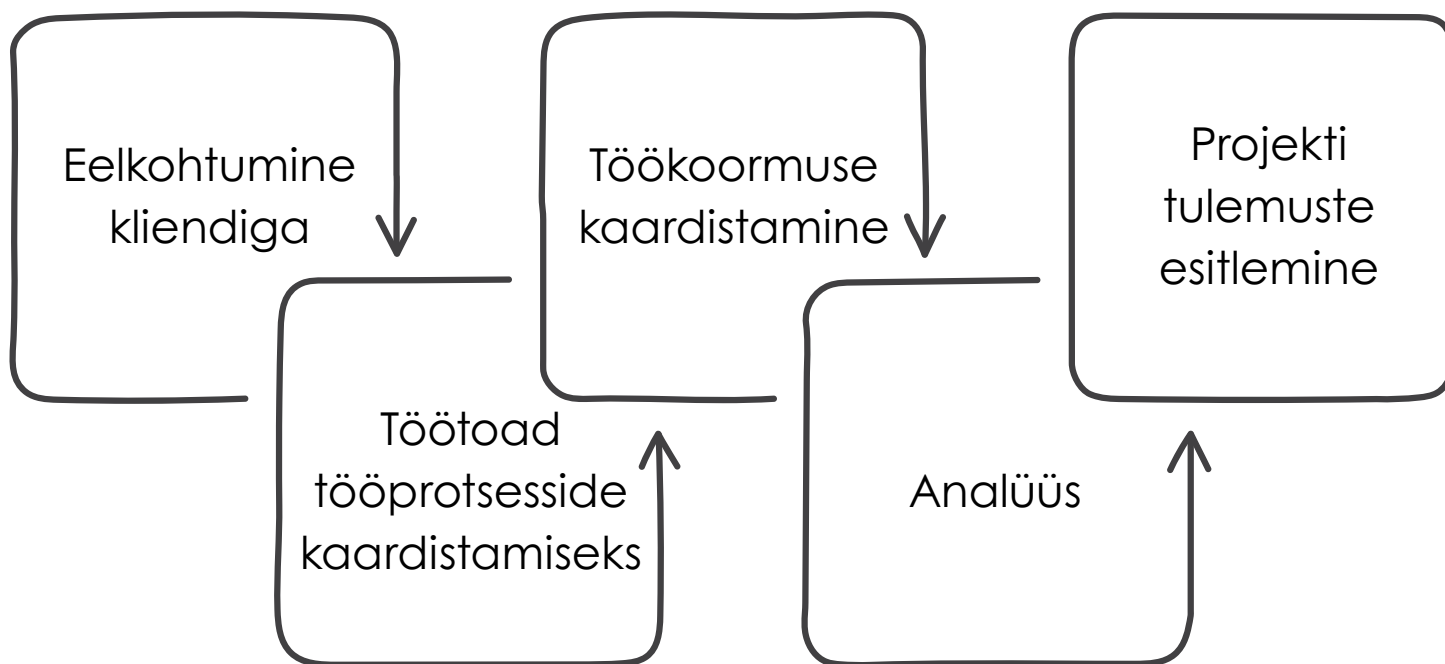 Eelkohtumine
kliendiga
Töötoad
tööprotsesside
kaardistamiseks
Töökoormuse
kaardistamine
Analüüs
Projekti
tulemuste
esitlemine